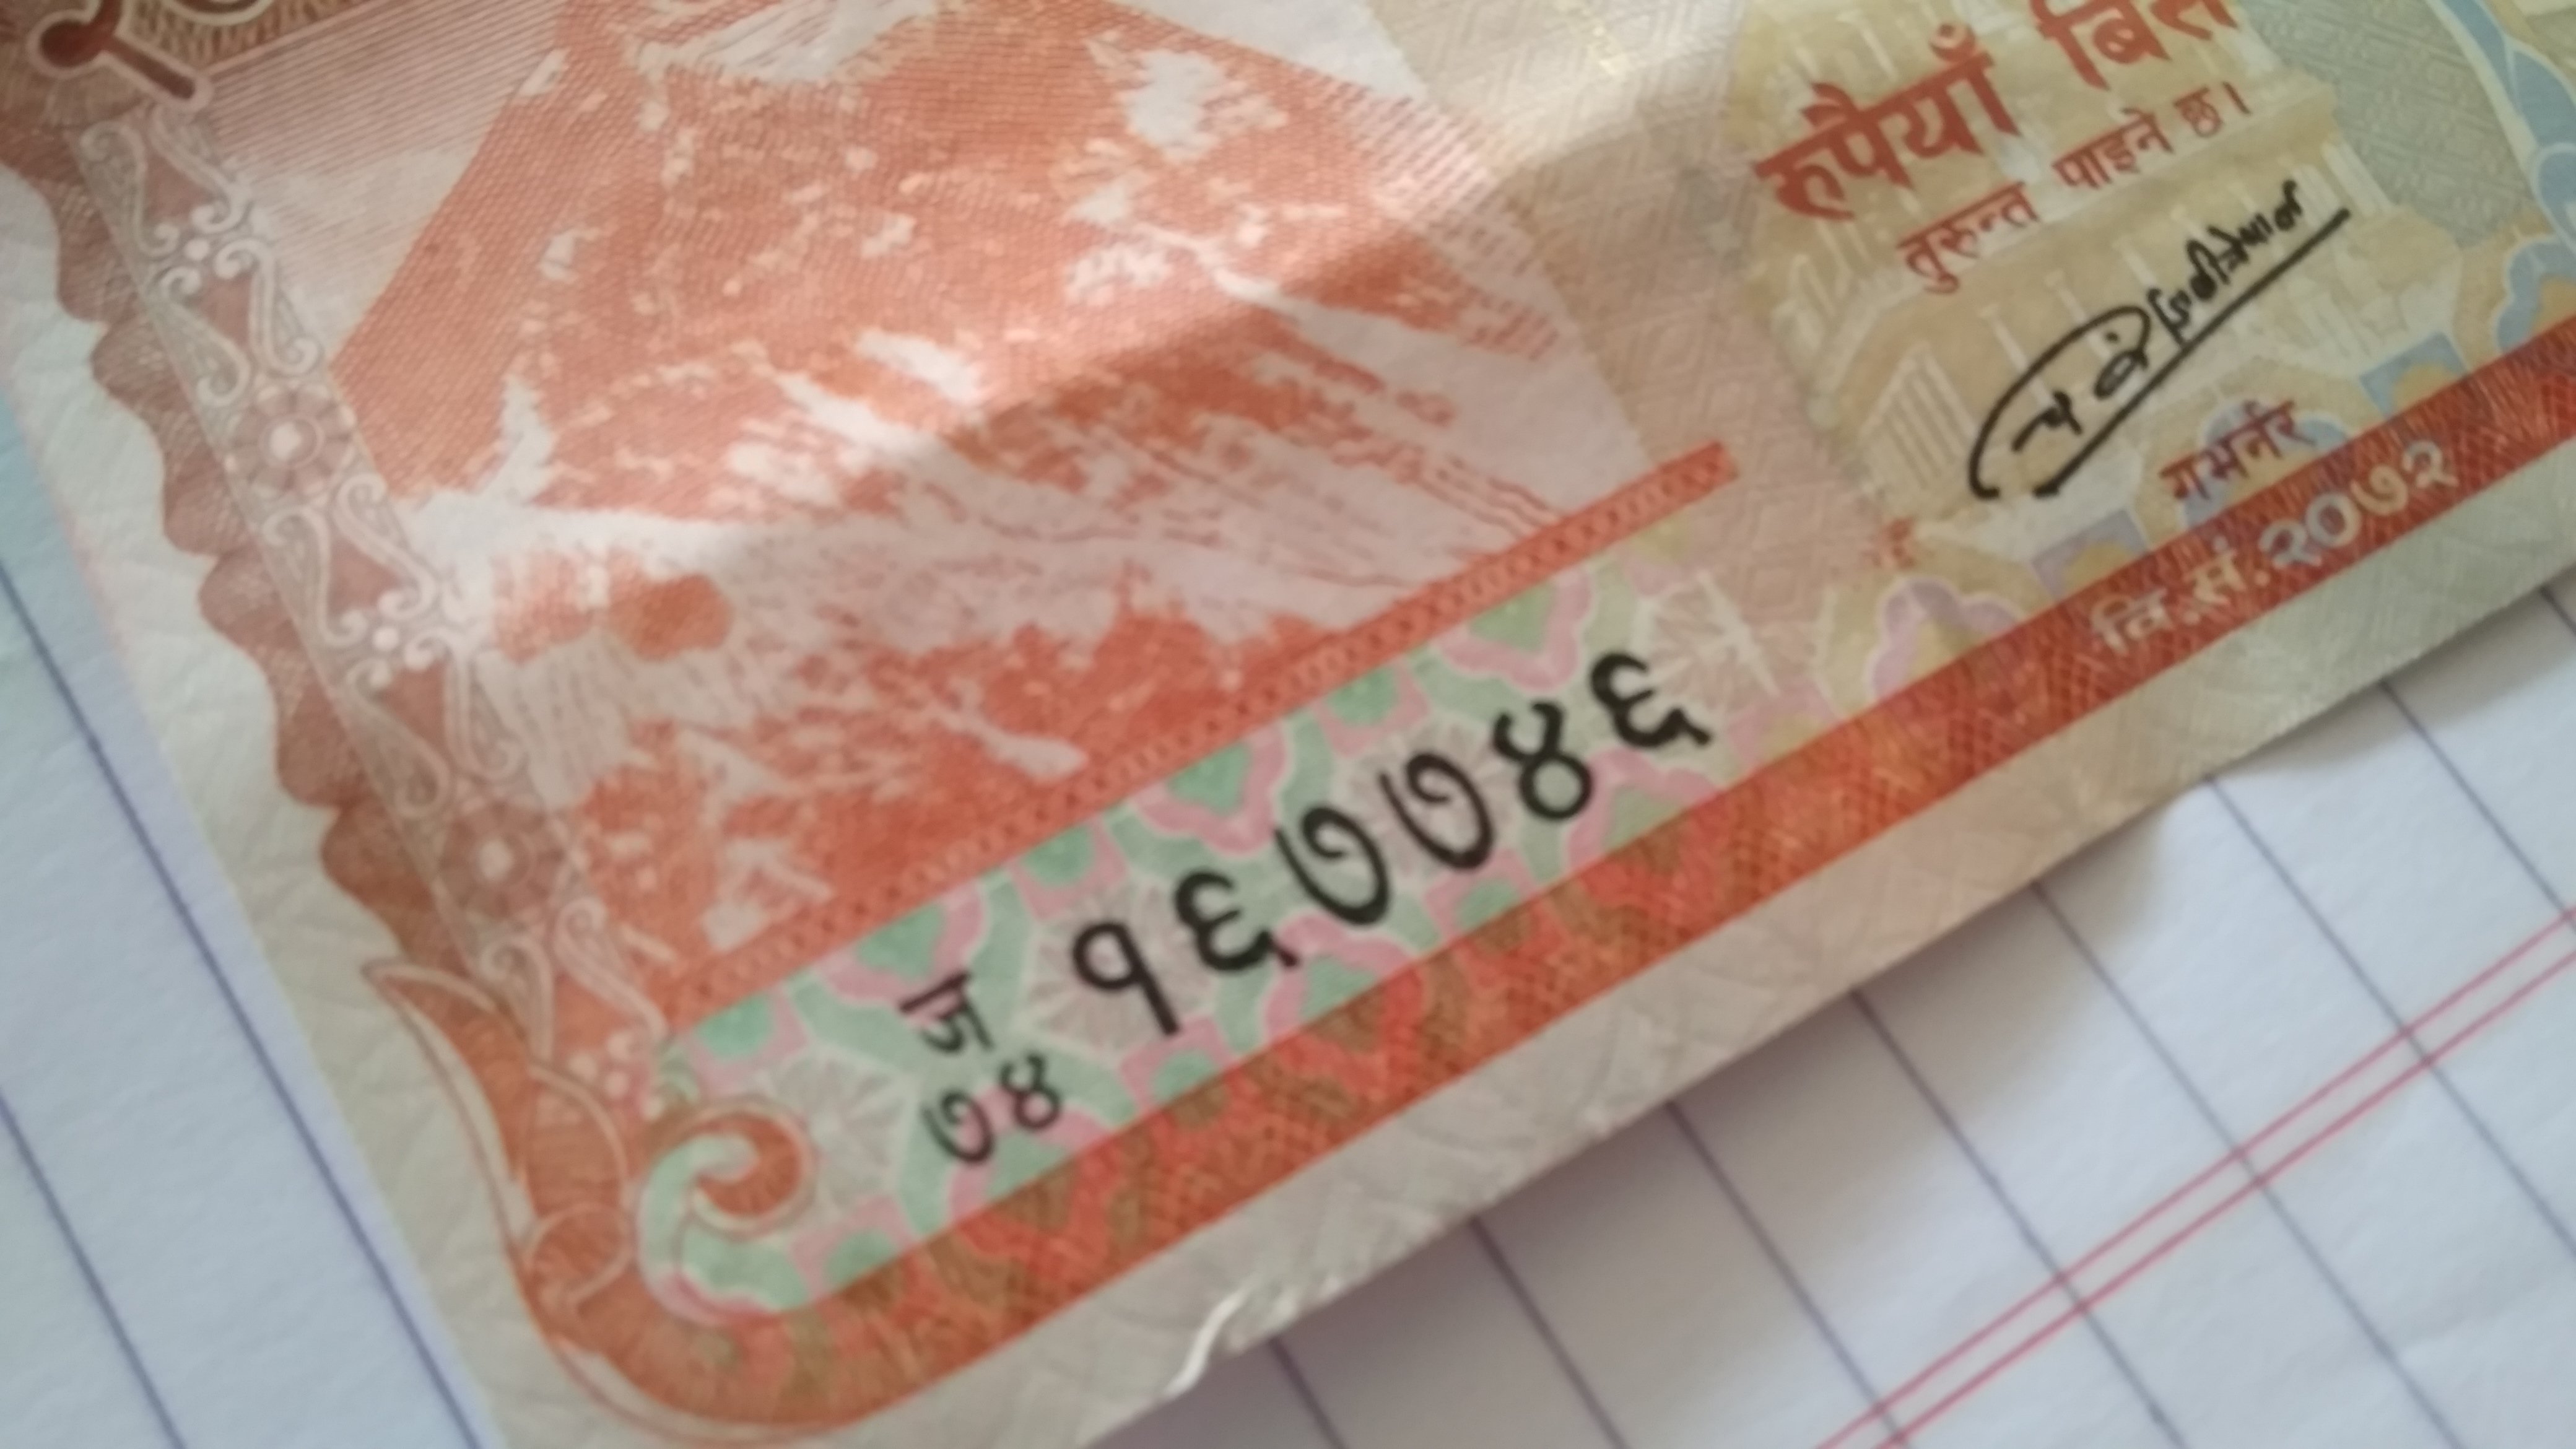 रुपैयाँ बिस
तुरुन्त पाइने छ।
गभर्नर
वि.सं.२०७२
ज
७४ १६७७४६